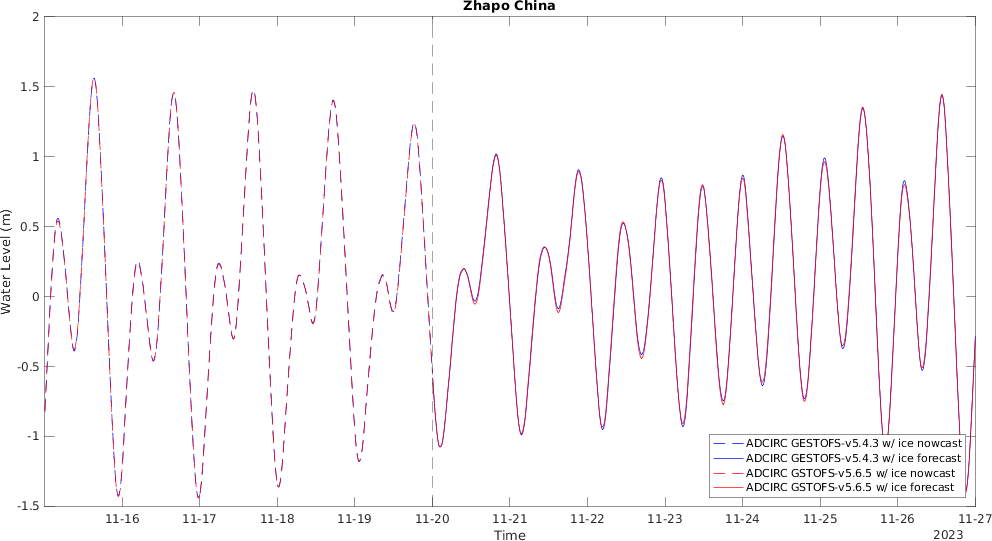 Zhapo China
2
1.5
1
0.5
0
-0.5
-1
-1.5
Water Level (m)
11-16 11-17 11-18 11-19 11-20 11-21 11-22 11-23 11-24 11-25 11-26 11-27
Time
2023
ADCIRC GESTOFS-v5.4.3 w/ ice nowcast
ADCIRC GESTOFS-v5.4.3 w/ ice forecast
ADCIRC GSTOFS-v5.6.5 w/ ice nowcast
ADCIRC GSTOFS-v5.6.5 w/ ice forecast